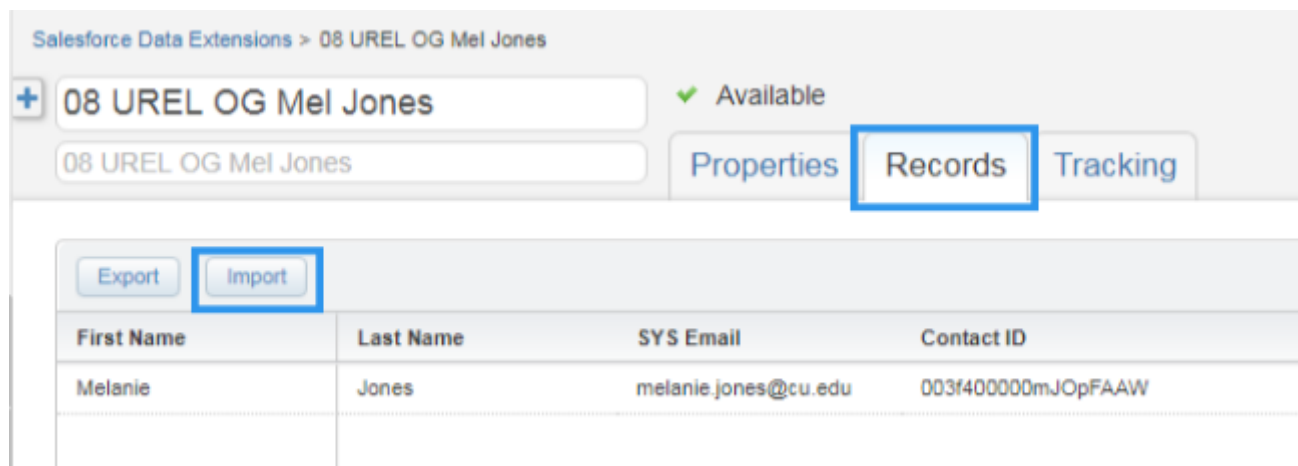 Salesforce Data Extensions > 08 UREL OG Mel Jones
08 UREL OG Mel Jones
Available
08 UREL OG Mel Jones
Properties Records Tracking
Export Import
First Name Last Name SYS Email Contact ID
Melanie Jones melanie.jones@cu.edu 003f400000mJOpFAAW